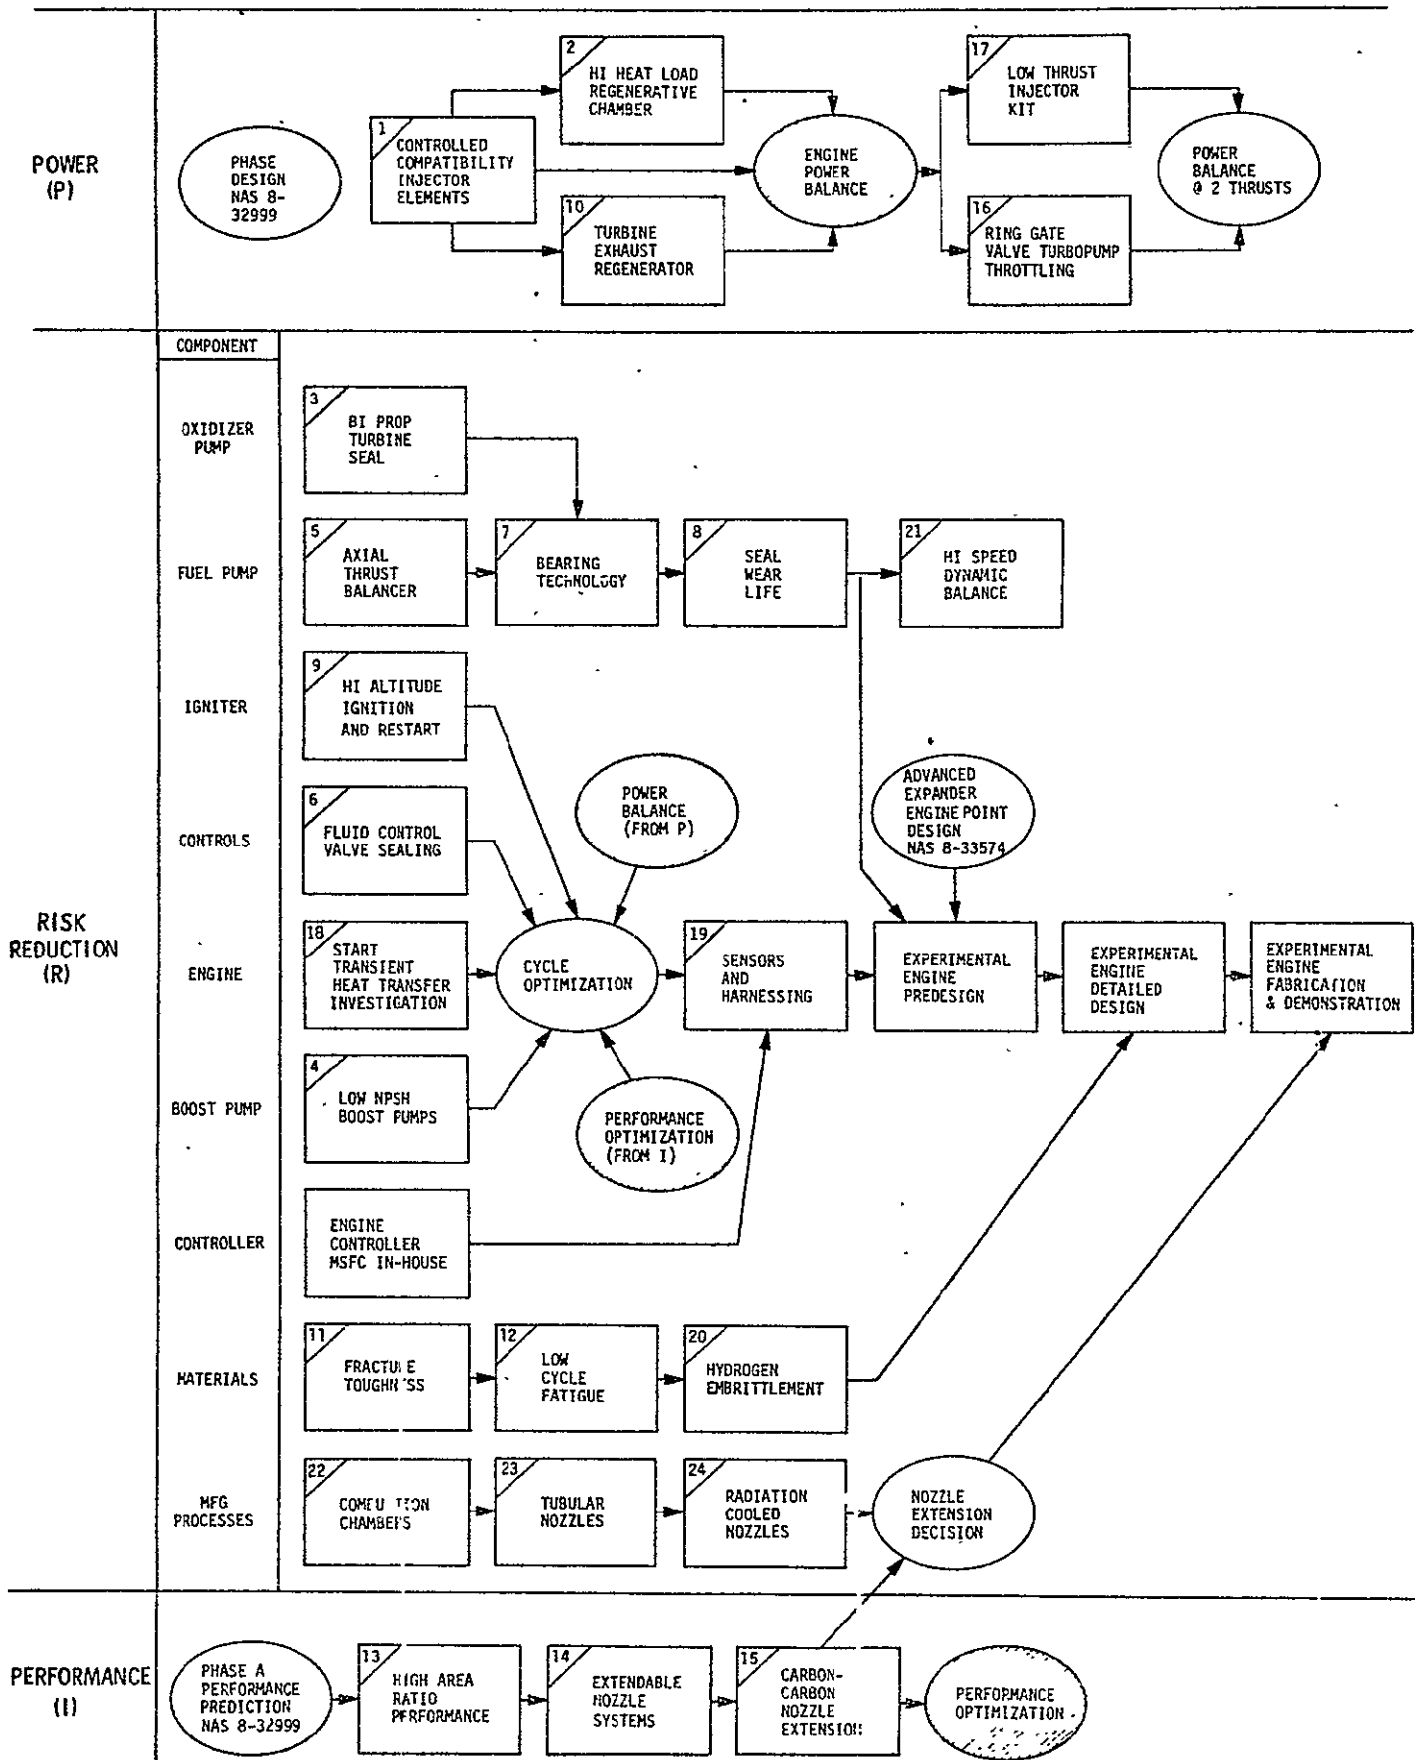 POWER
(P)
PHASE
DESIGN
NAS 8-
32999
1
CONTROLLED
COMPATIBILITY
INJECTOR
ELEMENTS
2
HI HEAT LOAD
REGENERATIVE
CHAMBER
10
TURBINE
EXHAUST
REGENERATOR
ENGINE
POWER
BALANCE
17
LOW THRUST
INJECTOR
KIT
16
RING GATE
VALVE TURBOPUMP
THROTTLING
POWER
BALANCE
@ 2 THRUSTS
RISK
REDUCTION
(R)
COMPONENT
OXIDIZER
PUMP
3
BI PROP
TURBINE
SEAL
FUEL PUMP
5
AXIAL
THRUST
BALANCER
7
BEARING
TECHNOLOGY
8
SEAL
WEAR
LIFE
21
HI SPEED
DYNAMIC
BALANCE
IGNITER
9
HI ALTITUDE
IGNITION
AND RESTART
POWER
BALANCE
(FROM P)
ADVANCED
EXPANDER
ENGINE POINT
DESIGN
NAS 8-33574
CONTROLS
6
FLUID CONTROL
VALVE SEALING
ENGINE
18
START
TRANSIENT
HEAT TRANSFER
INVESTIGATION
CYCLE
OPTIMIZATION
19
SENSORS
AND
HARNESSING
EXPERIMENTAL
ENGINE
PREDESIGN
EXPERIMENTAL
ENGINE
DETAILED
DESIGN
EXPERIMENTAL
ENGINE
FABRICATION
& DEMONSTRATION
BOOST PUMP
4
LOW NPSH
BOOST PUMPS
PERFORMANCE
OPTIMIZATION
(FROM I)
CONTROLLER
ENGINE
CONTROLLER
MSFC IN-HOUSE
MATERIALS
11
FRACTURE
TOUGHNESS
12
LOW
CYCLE
FATIGUE
20
HYDROGEN
EMBRITTLEMENT
MFG
PROCESSES
22
COMBUSTION
CHAMBERS
23
TUBULAR
NOZZLES
24
RADIATION
COOLED
NOZZLES
NOZZLE
EXTENSION
DECISION
PERFORMANCE
(I)
PHASE A
PERFORMANCE
PREDICTION
NAS 8-32999
13
HIGH AREA
RATIO
PERFORMANCE
14
EXTENDABLE
NOZZLE
SYSTEMS
15
CARBON-
CARBON
NOZZLE
EXTENSION
PERFORMANCE
OPTIMIZATION